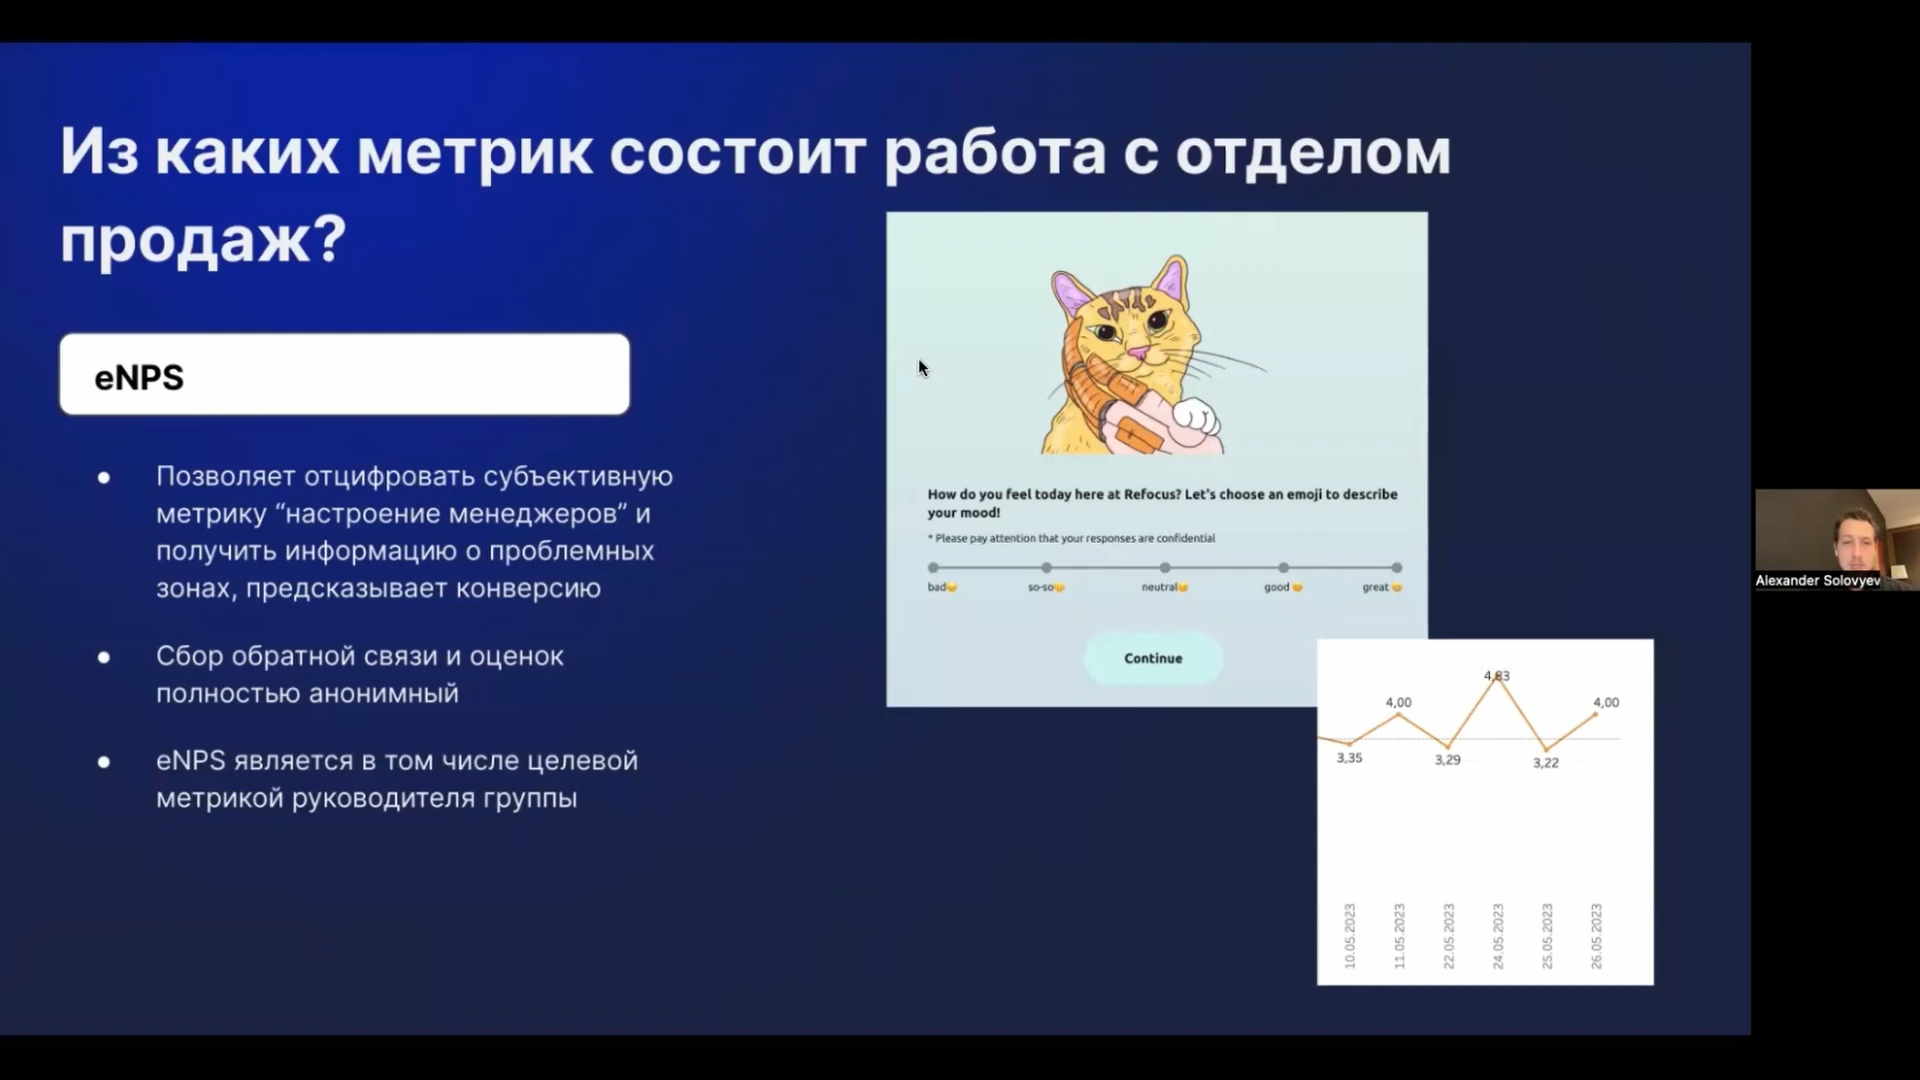 Из каких метрик состоит работа с отделом
продаж?
eNPS
● Позволяет отцифровать субъективную
метрику “настроение менеджеров” и
получить информацию о проблемных
зонах, предсказывает конверсию
● Сбор обратной связи и оценок
полностью анонимный
● eNPS является в том числе целевой
метрикой руководителя группы
How do you feel today here at Refocus? Let's choose an emoji to describe
your mood!
* Please pay attention that your responses are confidential
bad so-so neutral good great
Continue
4,83
4,00 4,00
3,35 3,29 3,22
10.05.2023
11.05.2023
22.05.2023
24.05.2023
25.05.2023
26.05.2023
Alexander Solovyev